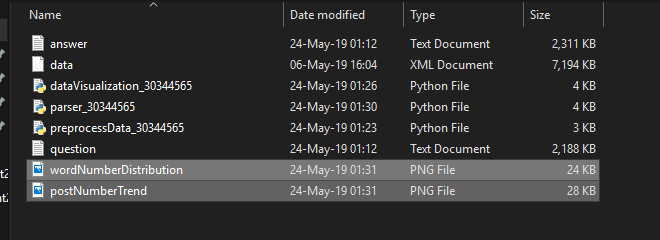 Name Date modified Type Size
answer 24-May-19 01:12 Text Document 2,311 KB
data 06-May-19 16:04 XML Document 7,194 KB
dataVisualization_30344565 24-May-19 01:26 Python File 4 KB
parser_30344565 24-May-19 01:30 Python File 4 KB
preprocessData_30344565 24-May-19 01:23 Python File 3 KB
question 24-May-19 01:12 Text Document 2,188 KB
wordNumberDistribution 24-May-19 01:31 PNG File 24 KB
postNumberTrend 24-May-19 01:31 PNG File 28 KB